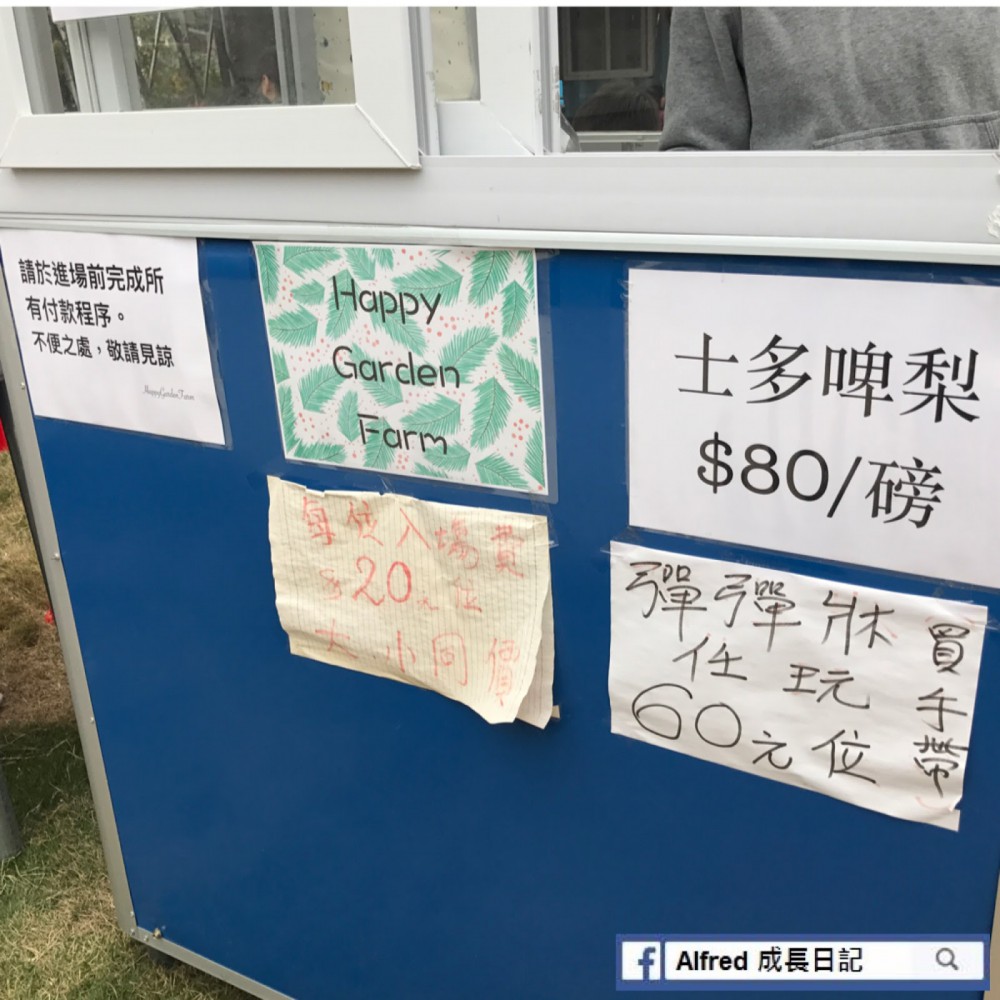 請於進場前完成所
有付款程序。
不便之處，敬請見諒
HappyGardenFarm
Happy
Garden
Farm
士多啤梨
$80/磅
每位入場費
$20元位
大小同價
彈彈牀
任玩
60元位
買手帶
Alfred 成長日記